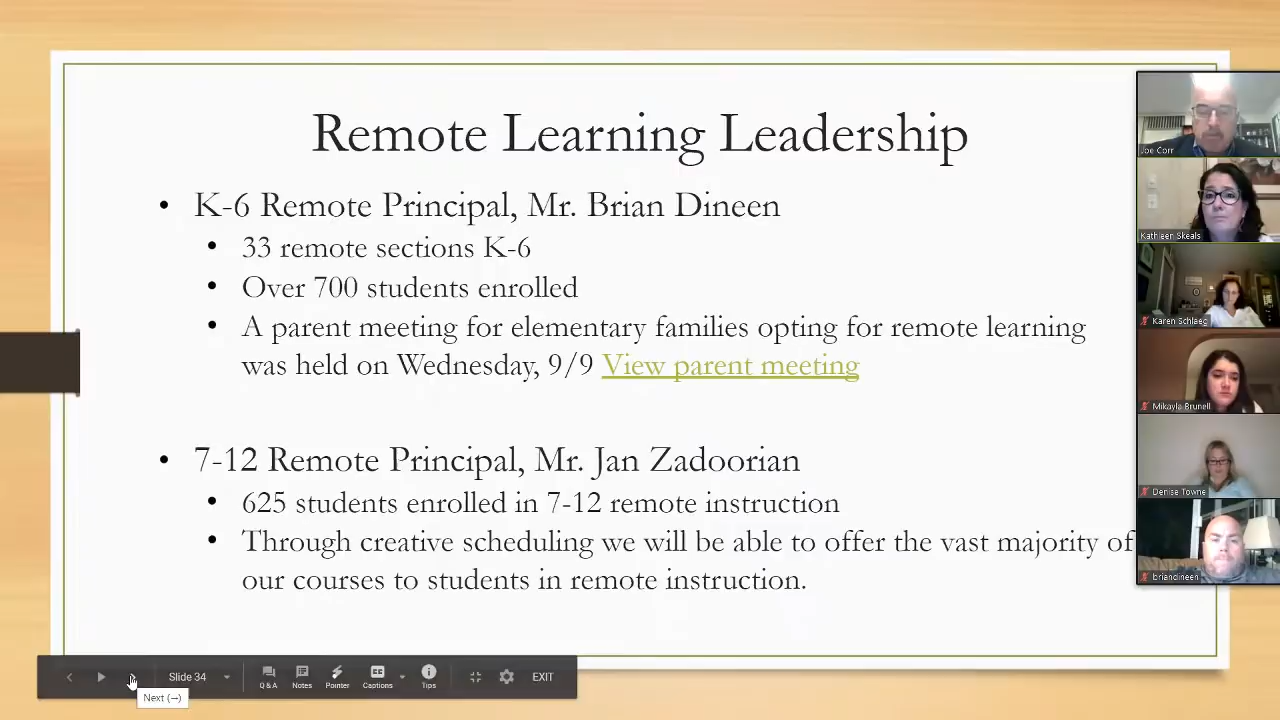 Remote Learning Leadership
• K-6 Remote Principal, Mr. Brian Dineen
• 33 remote sections K-6
• Over 700 students enrolled
• A parent meeting for elementary families opting for remote learning
was held on Wednesday, 9/9 View parent meeting
• 7-12 Remote Principal, Mr. Jan Zadoorian
• 625 students enrolled in 7-12 remote instruction
• Through creative scheduling we will be able to offer the vast majority of
our courses to students in remote instruction.
Joe Corr
Kathleen Skeals
Karen Schlaeg
Mikayla Brunell
Denise Towne
briandineen
Slide 34
Q & A
Notes
Pointer
Captions
Tips
EXIT
Next (→)